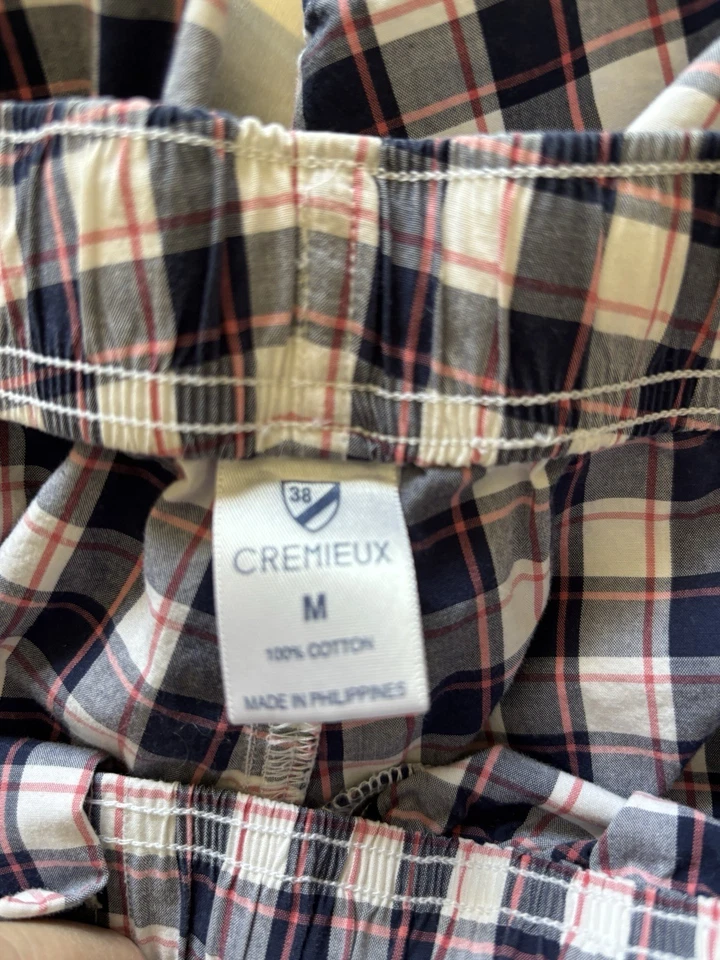 38
CREMIEUX
M
100% COTTON
MADE IN PHILIPPINES